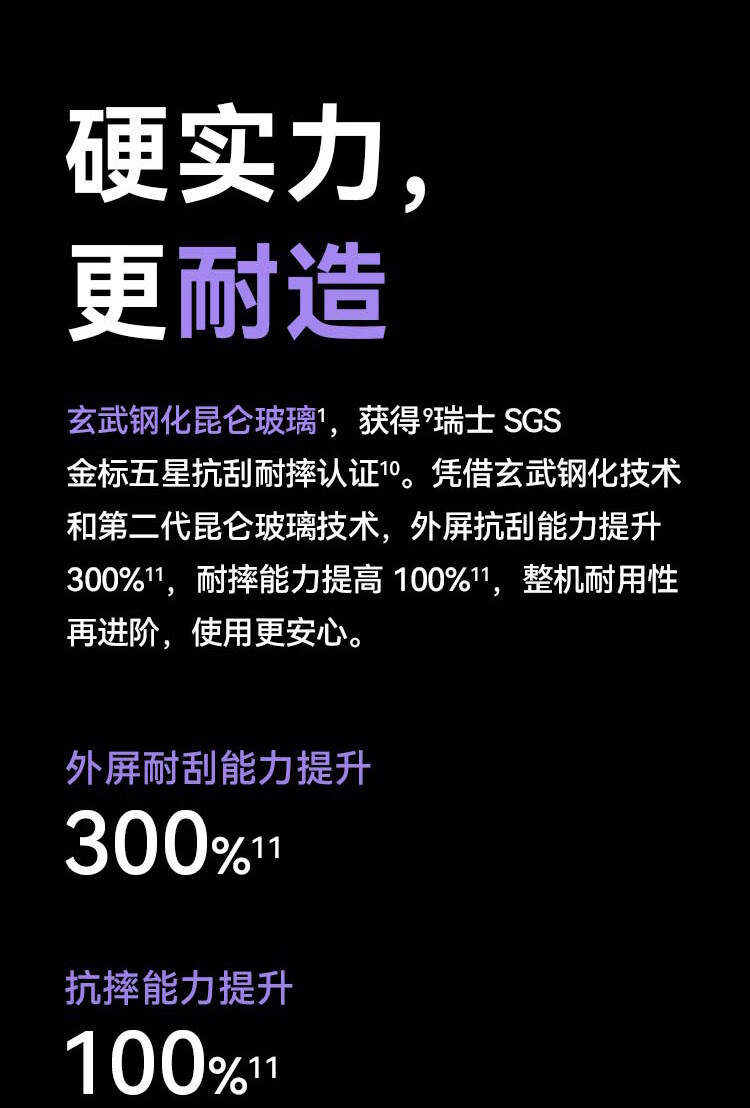 硬实力，
更耐造
玄武钢化昆仑玻璃¹，获得⁹瑞士 SGS
金标五星抗刮耐摔认证¹⁰。凭借玄武钢化技术
和第二代昆仑玻璃技术，外屏抗刮能力提升
300%¹¹，耐摔能力提高 100%¹¹，整机耐用性
再进阶，使用更安心。
外屏耐刮能力提升
300%¹¹
抗摔能力提升
100%¹¹